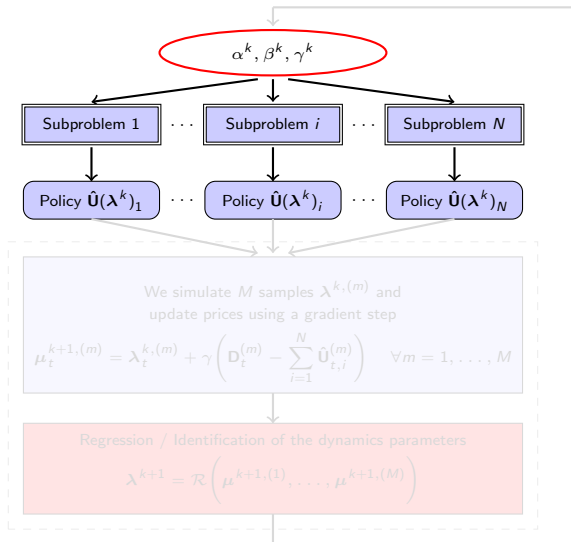 α^k, β^k, γ^k
Subproblem 1 ··· Subproblem i ··· Subproblem N
Policy Û(λ^k)_1 ··· Policy Û(λ^k)_i ··· Policy Û(λ^k)_N
We simulate M samples λ^{k,(m)} and
update prices using a gradient step
μ_t^{k+1,(m)} = λ_t^{k,(m)} + γ(D_t^{(m)} − ∑_{i=1}^{N} Û_{t,i}^{(m)}) ∀m = 1, . . . , M
Regression / Identification of the dynamics parameters
λ^{k+1} = ℛ(μ^{k+1,(1)}, . . . , μ^{k+1,(M)})